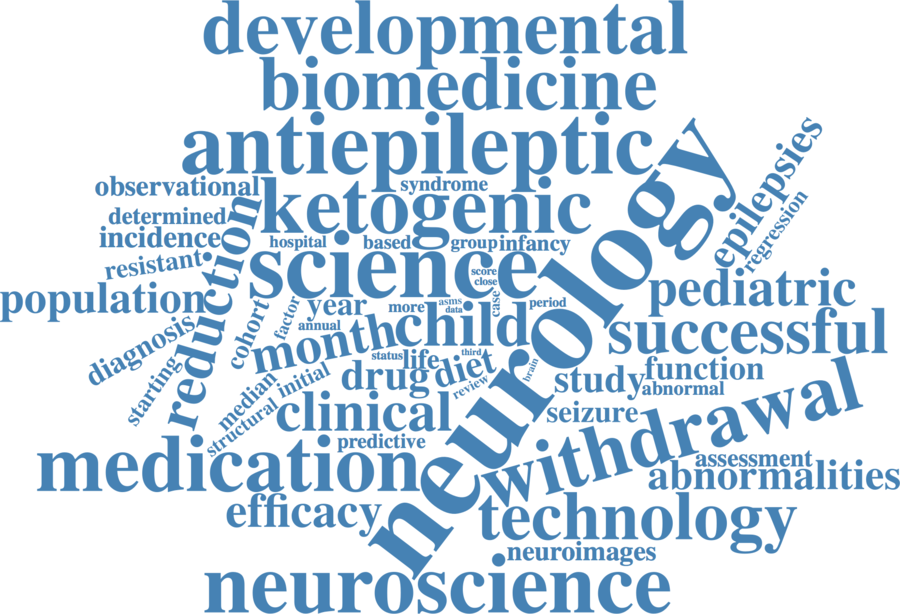 developmental
biomedicine
antiepileptic
neurology
epilepsies
regression
observational
syndrome
ketogenic
determined
incidence
hospital
based
group
infancy
reduction
resistant
science
score
close
population
pediatric
case
factor
year
more
asms
data
period
cohort
annual
child
successful
diagnosis
month
status
life
third
brain
starting
drug
diet
review
study
function
abnormal
median
initial
structural
clinical
seizure
withdrawal
predictive
medication
assessment
abnormalities
efficacy
technology
neuroimages
neuroscience